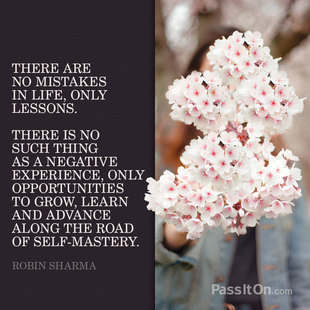 THERE ARE
NO MISTAKES
IN LIFE, ONLY
LESSONS.
THERE IS NO
SUCH THING
AS A NEGATIVE
EXPERIENCE, ONLY
OPPORTUNITIES
TO GROW, LEARN
AND ADVANCE
ALONG THE ROAD
OF SELF-MASTERY.
ROBIN SHARMA
PassItOn.com